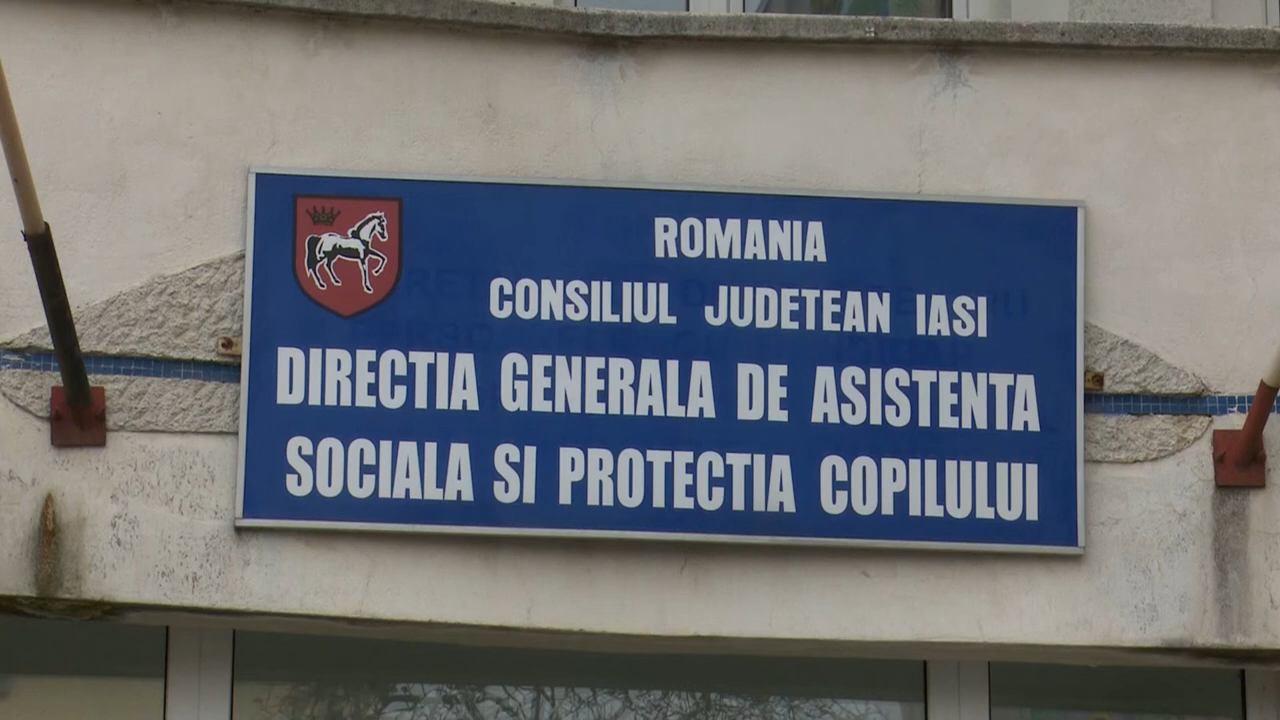 ROMANIA
CONSILIUL JUDETEAN IASI
DIRECTIA GENERALA DE ASISTENTA
SOCIALA SI PROTECTIA COPILULUI